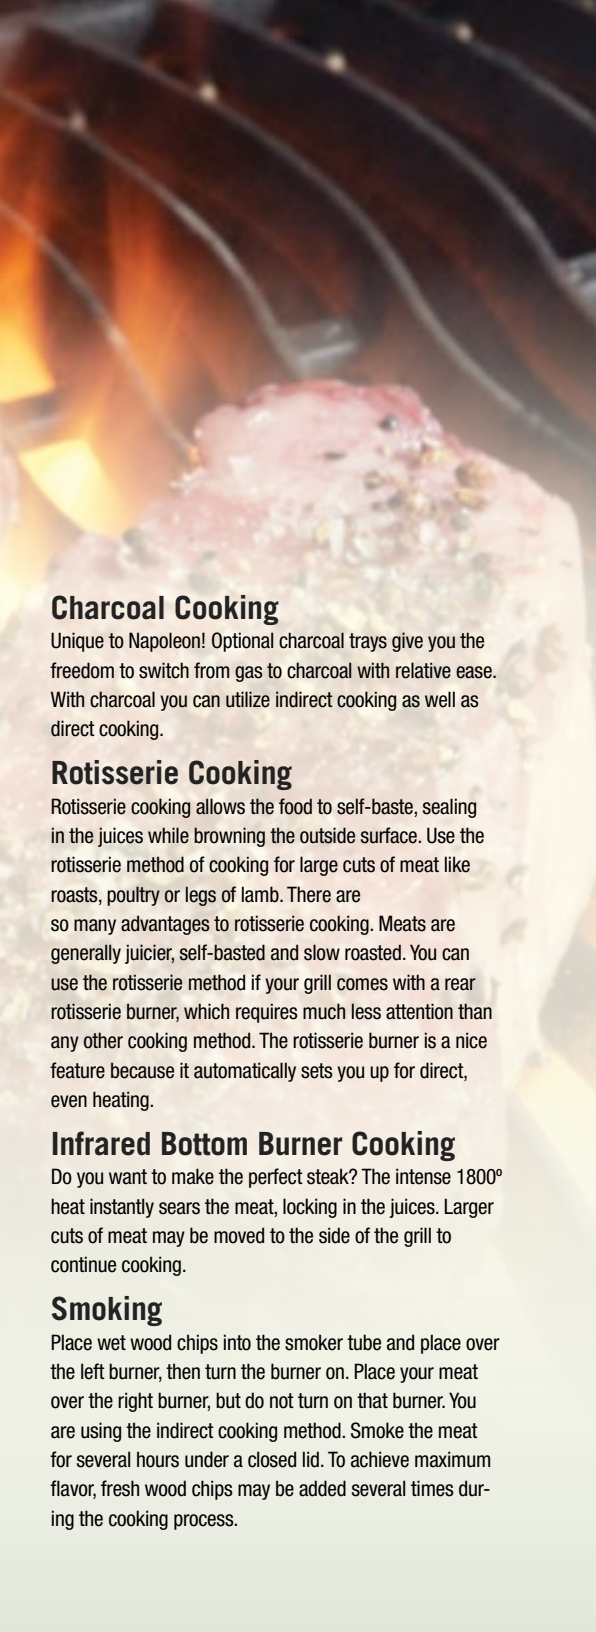 Charcoal Cooking
Unique to Napoleon! Optional charcoal trays give you the
freedom to switch from gas to charcoal with relative ease.
With charcoal you can utilize indirect cooking as well as
direct cooking.
Rotisserie Cooking
Rotisserie cooking allows the food to self-baste, sealing
in the juices while browning the outside surface. Use the
rotisserie method of cooking for large cuts of meat like
roasts, poultry or legs of lamb. There are
so many advantages to rotisserie cooking. Meats are
generally juicier, self-basted and slow roasted. You can
use the rotisserie method if your grill comes with a rear
rotisserie burner, which requires much less attention than
any other cooking method. The rotisserie burner is a nice
feature because it automatically sets you up for direct,
even heating.
Infrared Bottom Burner Cooking
Do you want to make the perfect steak? The intense 1800º
heat instantly sears the meat, locking in the juices. Larger
cuts of meat may be moved to the side of the grill to
continue cooking.
Smoking
Place wet wood chips into the smoker tube and place over
the left burner, then turn the burner on. Place your meat
over the right burner, but do not turn on that burner. You
are using the indirect cooking method. Smoke the meat
for several hours under a closed lid. To achieve maximum
flavor, fresh wood chips may be added several times dur-
ing the cooking process.